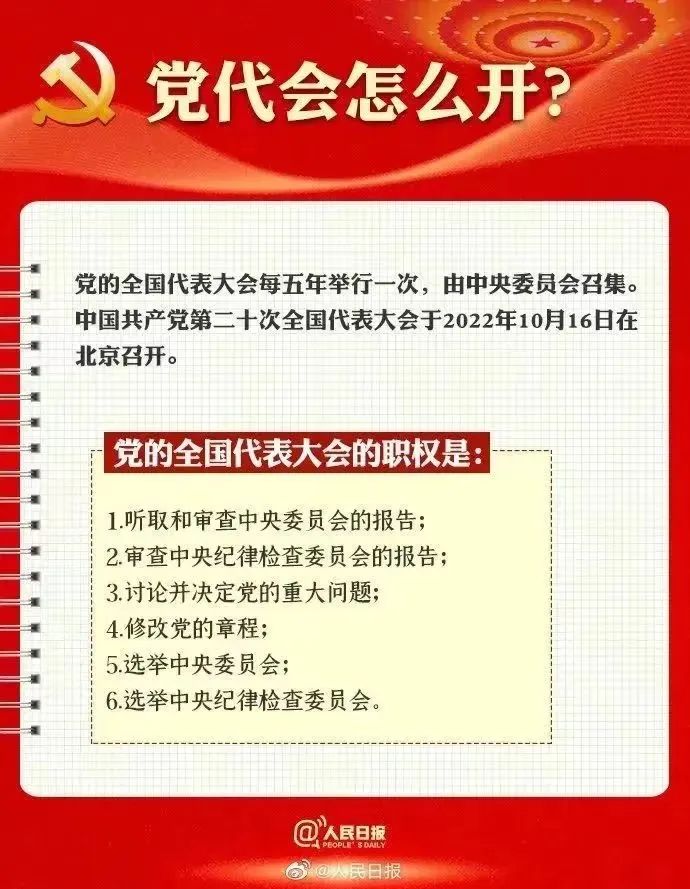 党代会怎么开?
党的全国代表大会每五年举行一次，由中央委员会召集。
中国共产党第二十次全国代表大会于2022年10月16日在
北京召开。
党的全国代表大会的职权是：
1.听取和审查中央委员会的报告；
2.审查中央纪律检查委员会的报告；
3.讨论并决定党的重大问题；
4.修改党的章程；
5.选举中央委员会；
6.选举中央纪律检查委员会。
@人民日报
PEOPLE'S DAILY
@人民日报